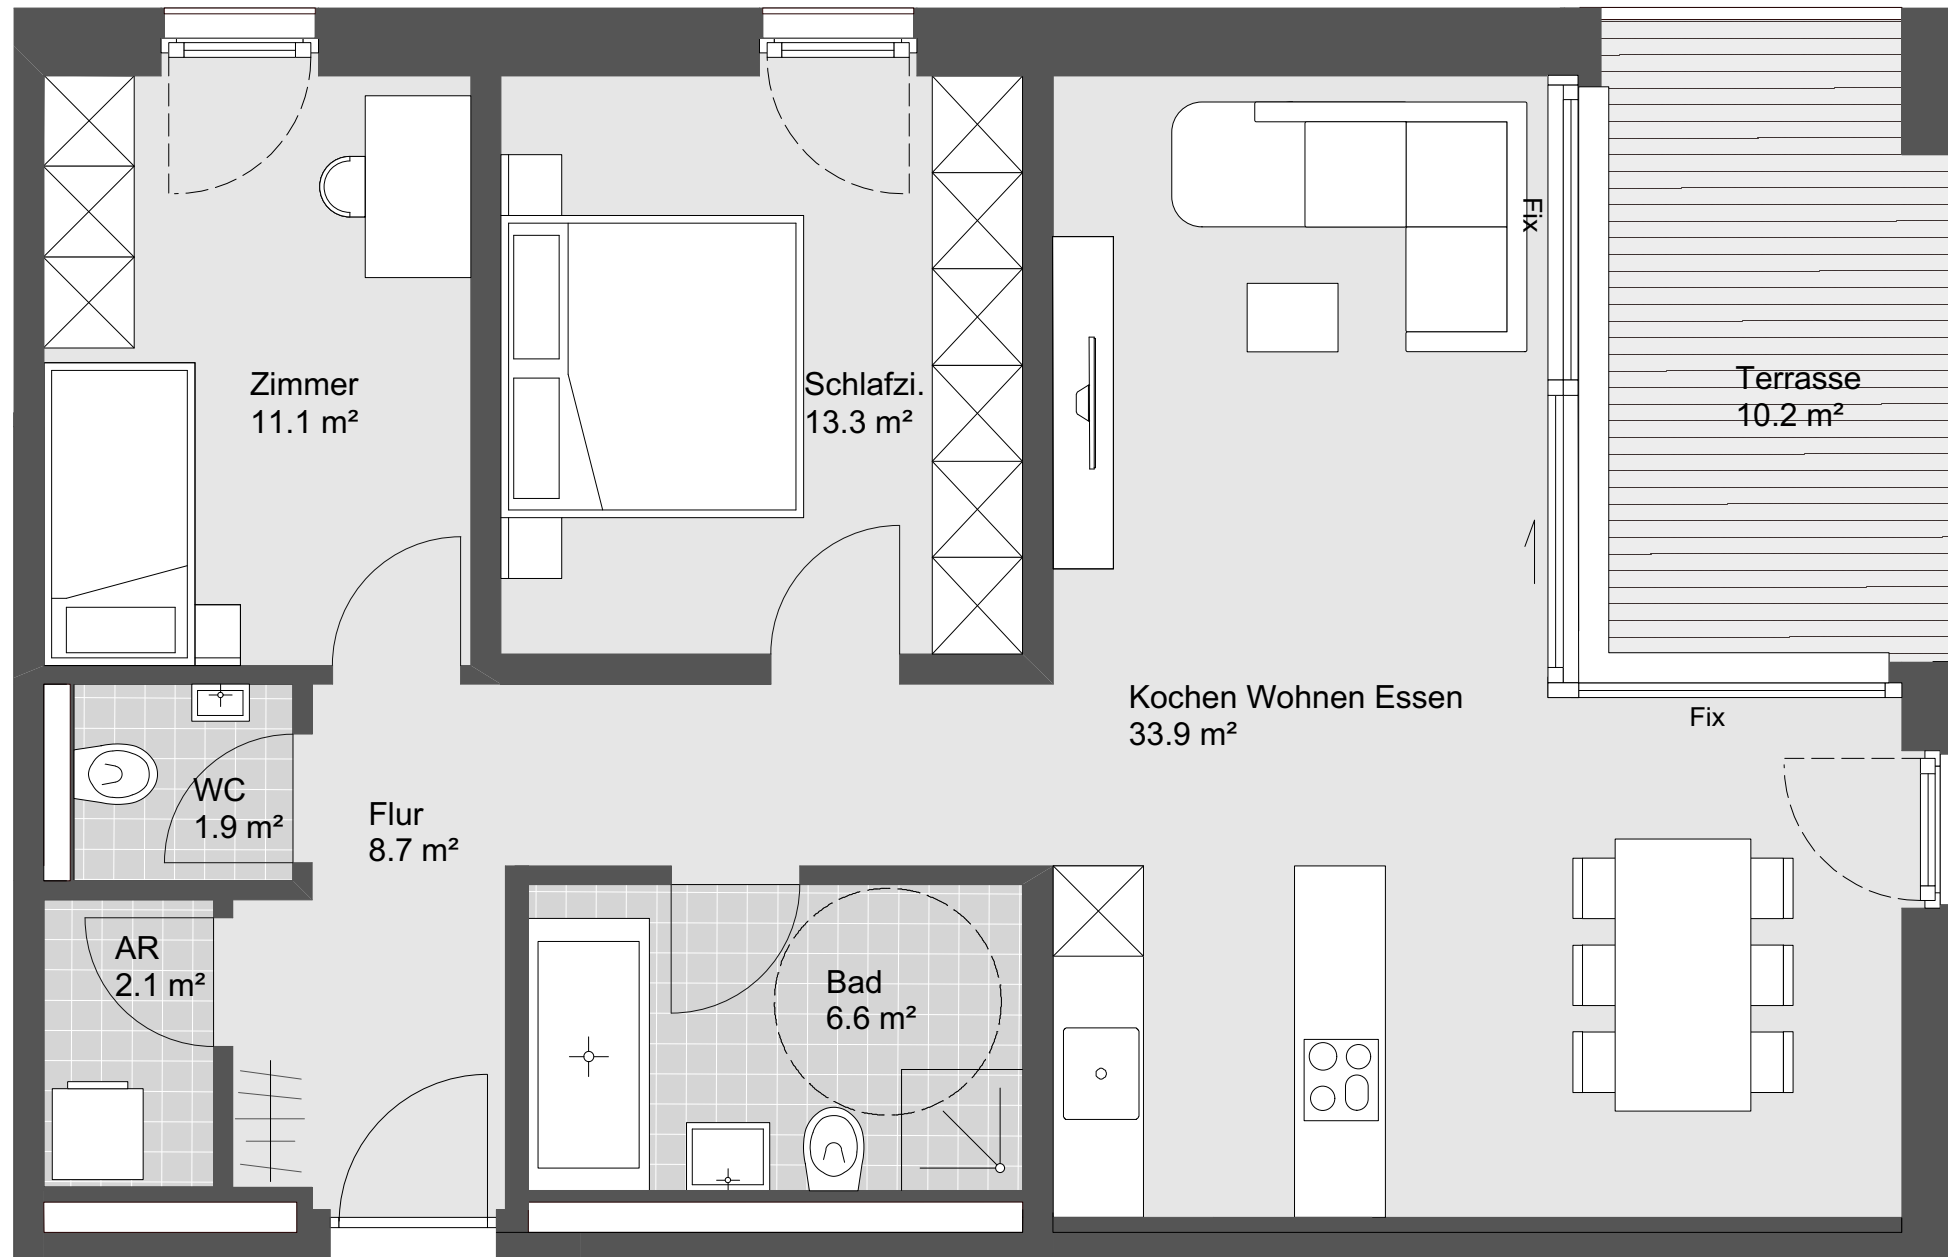 Fix
Zimmer
11.1 m²
Schlafzi.
13.3 m²
Terrasse
10.2 m²
Kochen Wohnen Essen
33.9 m²
Fix
WC
1.9 m²
Flur
8.7 m²
AR
2.1 m²
Bad
6.6 m²